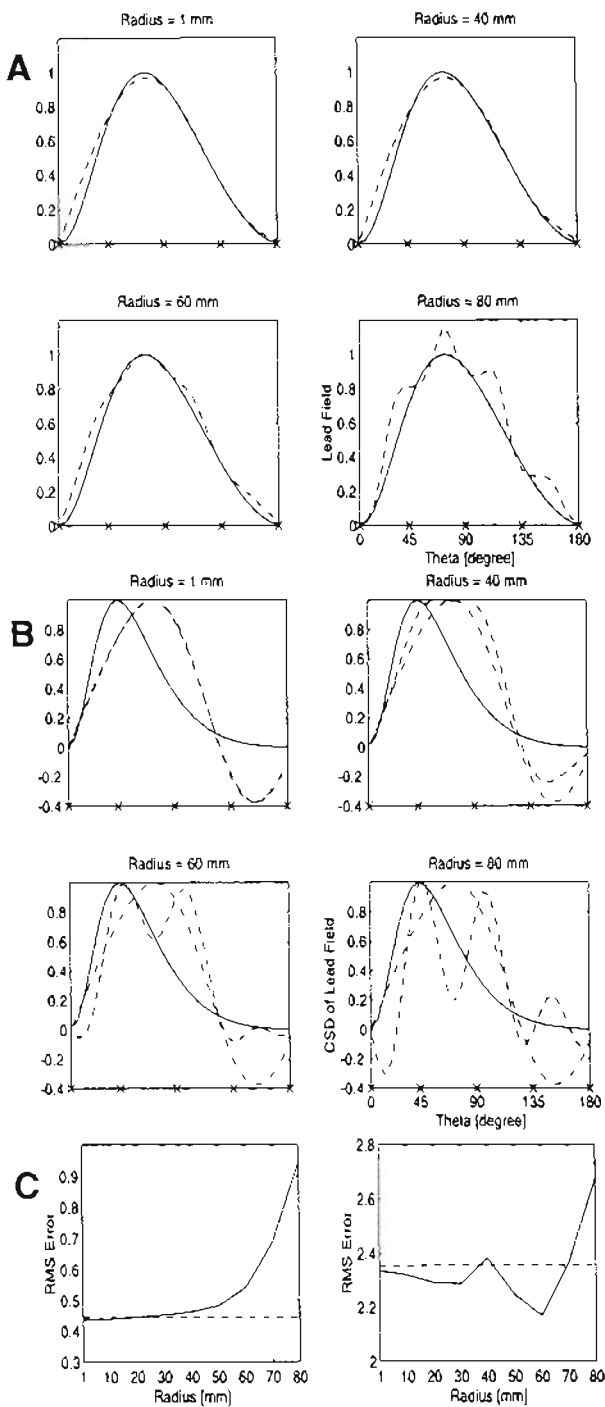 A
Radius = 1 mm
1
0.8
0.6
0.4
0.2
0
Radius = 40 mm
1
0.8
0.6
0.4
0.2
0
Radius = 60 mm
1
0.8
0.6
0.4
0.2
0
Radius = 80 mm
Lead Field
1
0.8
0.6
0.4
0.2
0
0 45 90 135 180
Theta [degree]
B
Radius = 1 mm
0.8
0.6
0.4
0.2
0
-0.2
-0.4
Radius = 40 mm
0.8
0.6
0.4
0.2
0
-0.2
-0.4
Radius = 60 mm
0.8
0.6
0.4
0.2
0
-0.2
-0.4
Radius = 80 mm
CSD of Lead Field
0.8
0.6
0.4
0.2
0
-0.2
-0.4
0 45 90 135 180
Theta [degree]
C
RMS Error
0.9
0.8
0.7
0.6
0.5
0.4
0.3
1 10 20 30 40 50 60 70 80
Radius [mm]
RMS Error
2.8
2.6
2.4
2.2
2
1 10 20 30 40 50 60 70 80
Radius [mm]